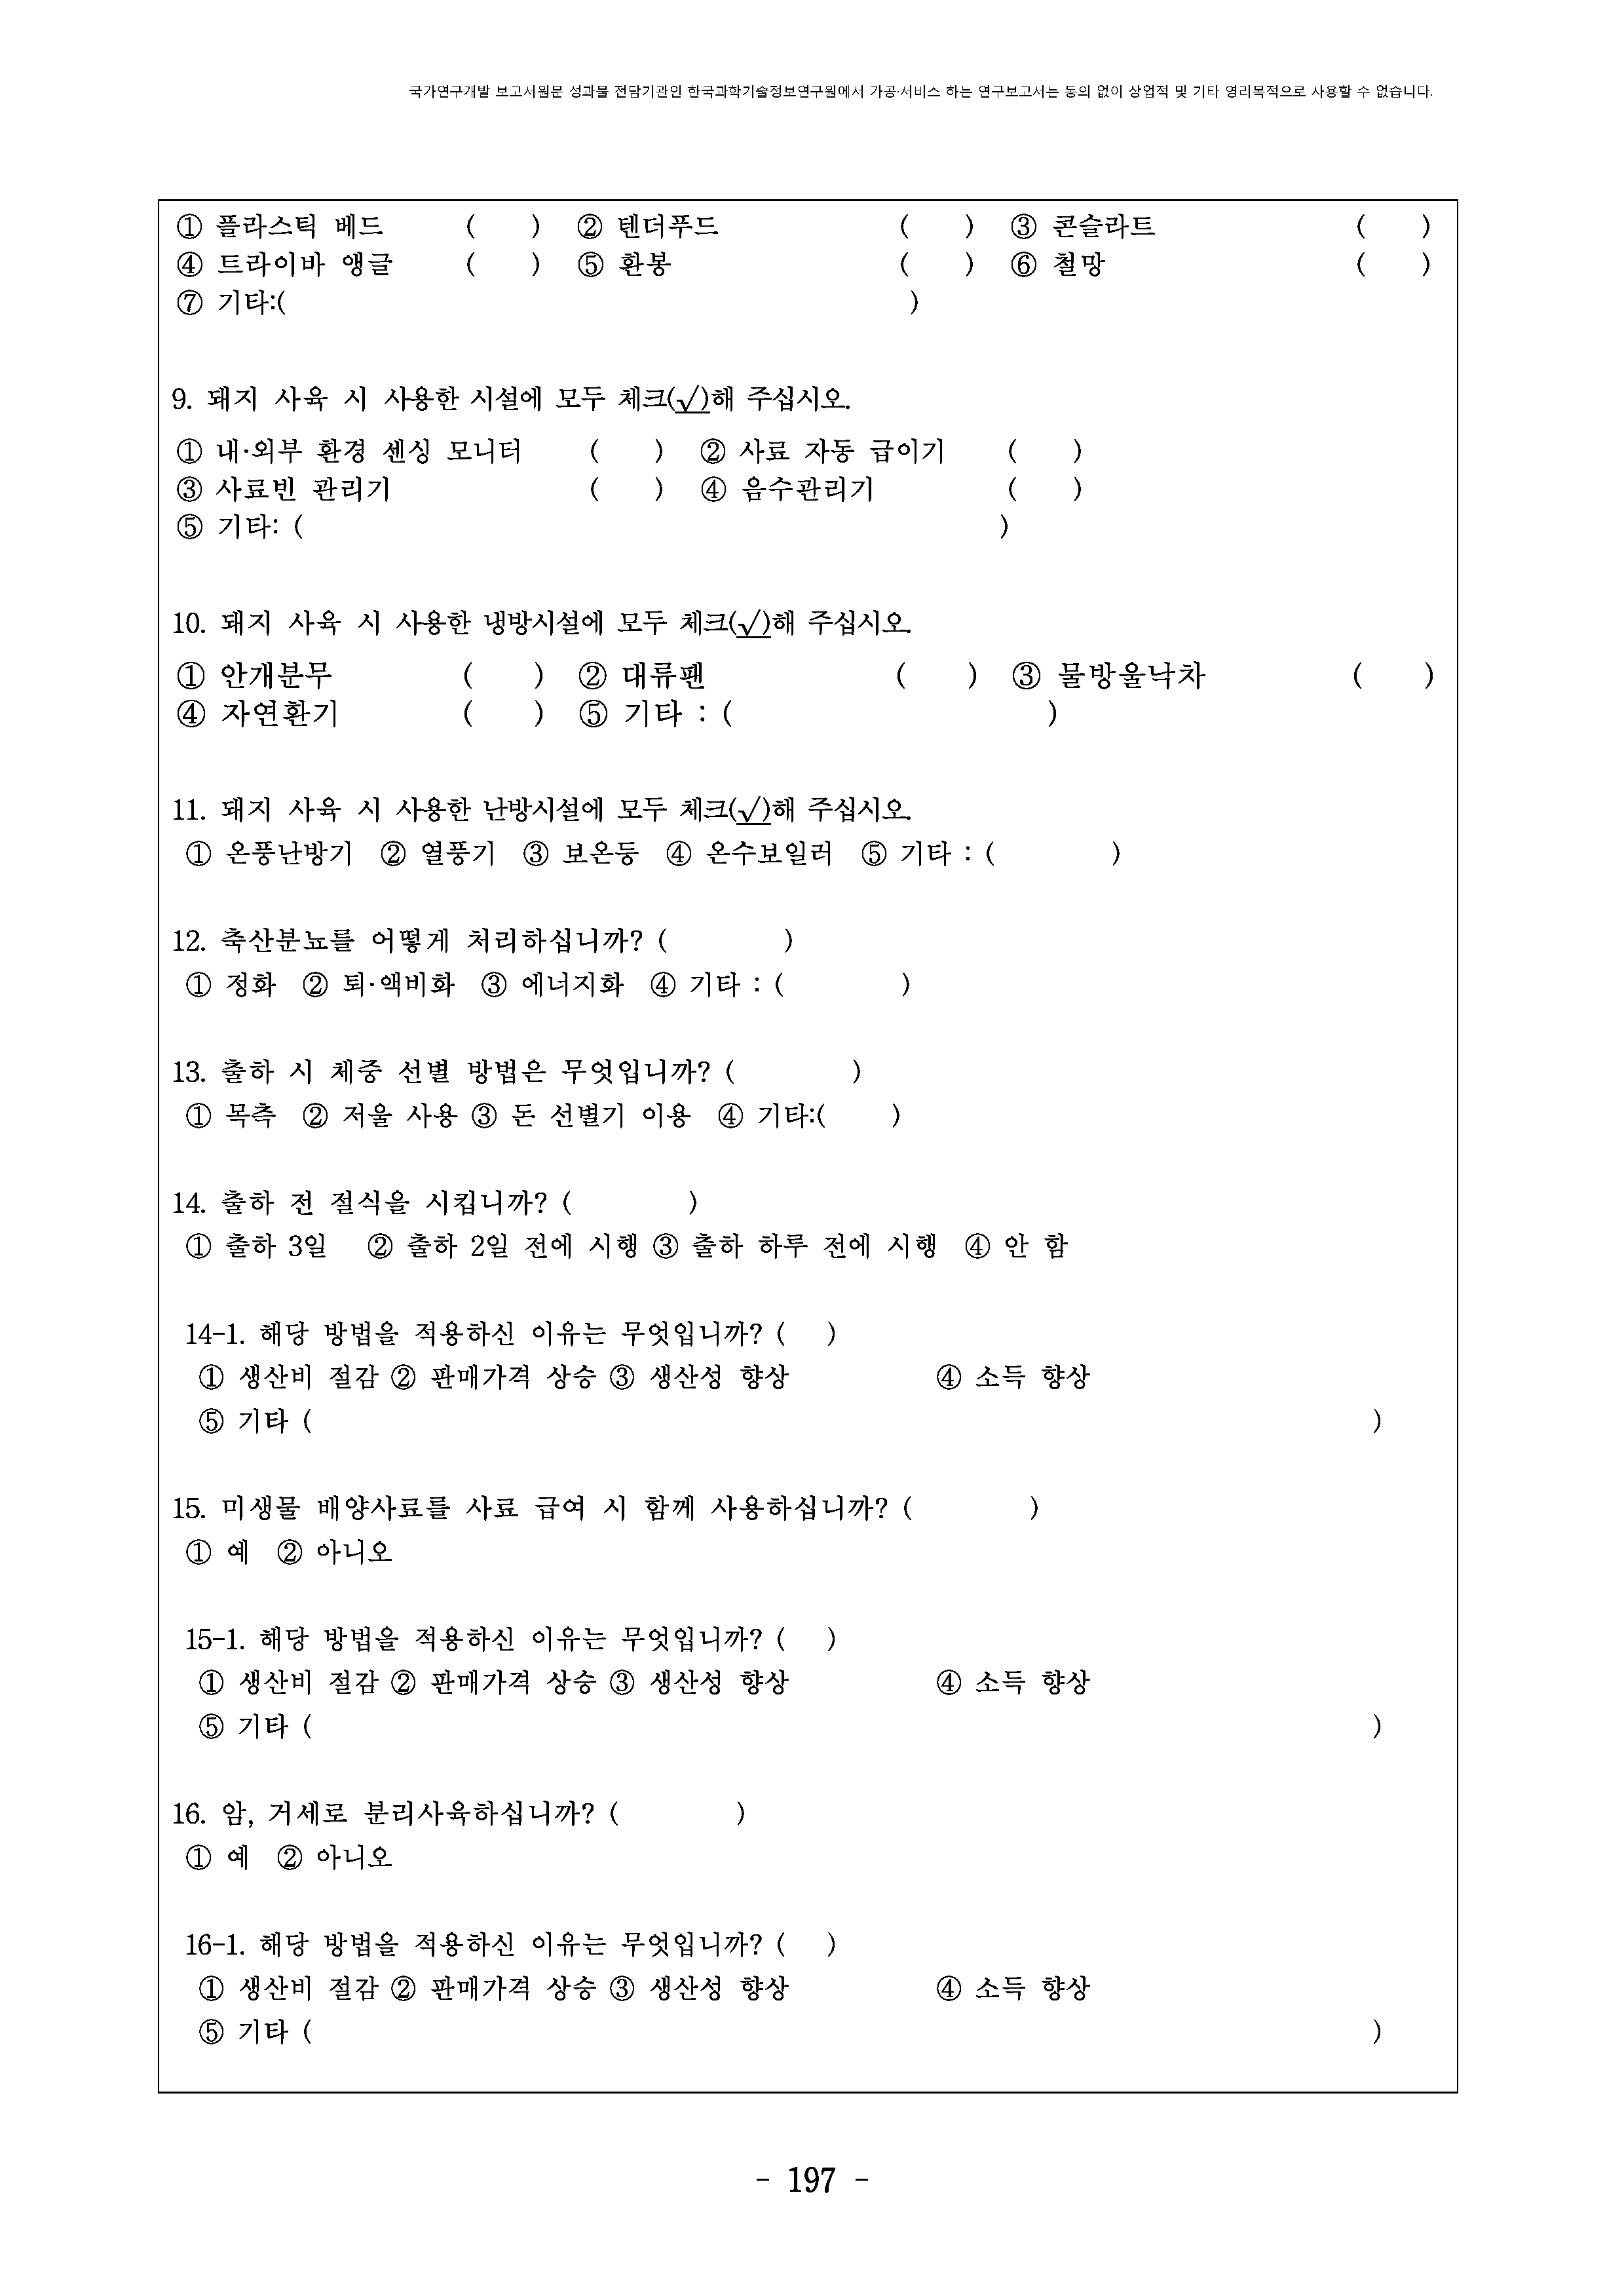 국가연구개발 보고서원문 성과물 전담기관인 한국과학기술정보연구원에서 가공·서비스 하는 연구보고서는 동의 없이 상업적 및 기타 영리목적으로 사용할 수 없습니다.
① 플라스틱 베드 ( ) ② 텐더푸드 ( ) ③ 콘슬라트 ( )
④ 트라이바 앵글 ( ) ⑤ 환봉 ( ) ⑥ 철망 ( )
⑦ 기타:( )
9. 돼지 사육 시 사용한 시설에 모두 체크(√)해 주십시오.
① 내·외부 환경 센싱 모니터 ( ) ② 사료 자동 급이기 ( )
③ 사료빈 관리기 ( ) ④ 음수관리기 ( )
⑤ 기타: ( )
10. 돼지 사육 시 사용한 냉방시설에 모두 체크(√)해 주십시오.
① 안개분무 ( ) ② 대류팬 ( ) ③ 물방울낙차 ( )
④ 자연환기 ( ) ⑤ 기타 : ( )
11. 돼지 사육 시 사용한 난방시설에 모두 체크(√)해 주십시오.
① 온풍난방기 ② 열풍기 ③ 보온등 ④ 온수보일러 ⑤ 기타 : ( )
12. 축산분뇨를 어떻게 처리하십니까? ( )
① 정화 ② 퇴·액비화 ③ 에너지화 ④ 기타 : ( )
13. 출하 시 체중 선별 방법은 무엇입니까? ( )
① 목측 ② 저울 사용 ③ 돈 선별기 이용 ④ 기타:( )
14. 출하 전 절식을 시킵니까? ( )
① 출하 3일 ② 출하 2일 전에 시행 ③ 출하 하루 전에 시행 ④ 안 함
14-1. 해당 방법을 적용하신 이유는 무엇입니까? ( )
① 생산비 절감 ② 판매가격 상승 ③ 생산성 향상 ④ 소득 향상
⑤ 기타 ( )
15. 미생물 배양사료를 사료 급여 시 함께 사용하십니까? ( )
① 예 ② 아니오
15-1. 해당 방법을 적용하신 이유는 무엇입니까? ( )
① 생산비 절감 ② 판매가격 상승 ③ 생산성 향상 ④ 소득 향상
⑤ 기타 ( )
16. 암, 거세로 분리사육하십니까? ( )
① 예 ② 아니오
16-1. 해당 방법을 적용하신 이유는 무엇입니까? ( )
① 생산비 절감 ② 판매가격 상승 ③ 생산성 향상 ④ 소득 향상
⑤ 기타 ( )
- 197 -